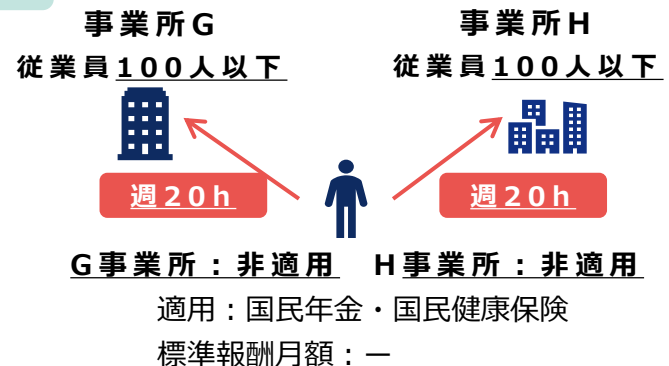 事業所G
事業所H
従業員100人以下
従業員100人以下
週20h
週20h
G事業所：非適用 H事業所：非適用
適用：国民年金・国民健康保険
標準報酬月額：－